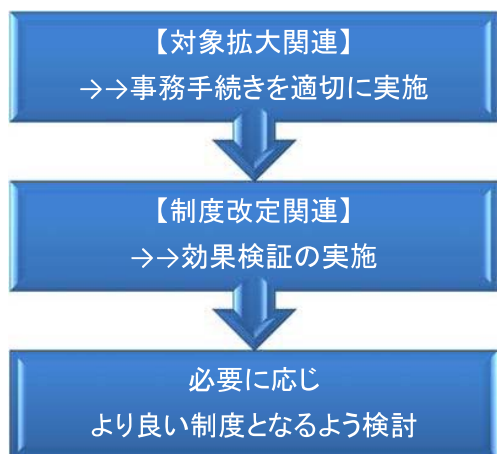 【対象拡大関連】
→→事務手続きを適切に実施
【制度改定関連】
→→効果検証の実施
必要に応じ
より良い制度となるよう検討